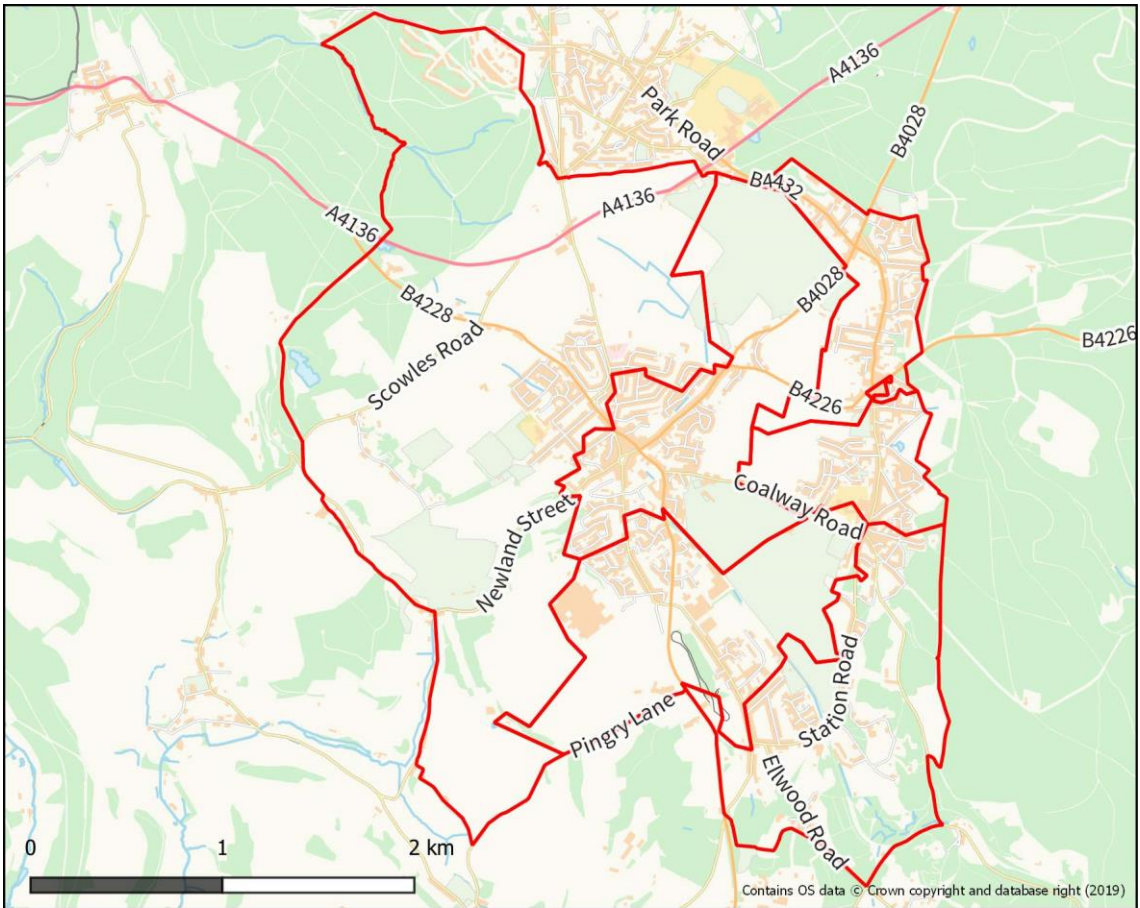 A4136
B4028
Park Road
B4432
A4136
A4136
B4028
B4228
B4226
Scowles Road
B4226
Coalway Road
Newland Street
Station Road
Pingry Lane
Ellwood Road
0 1 2 km
Contains OS data © Crown copyright and database right (2019)